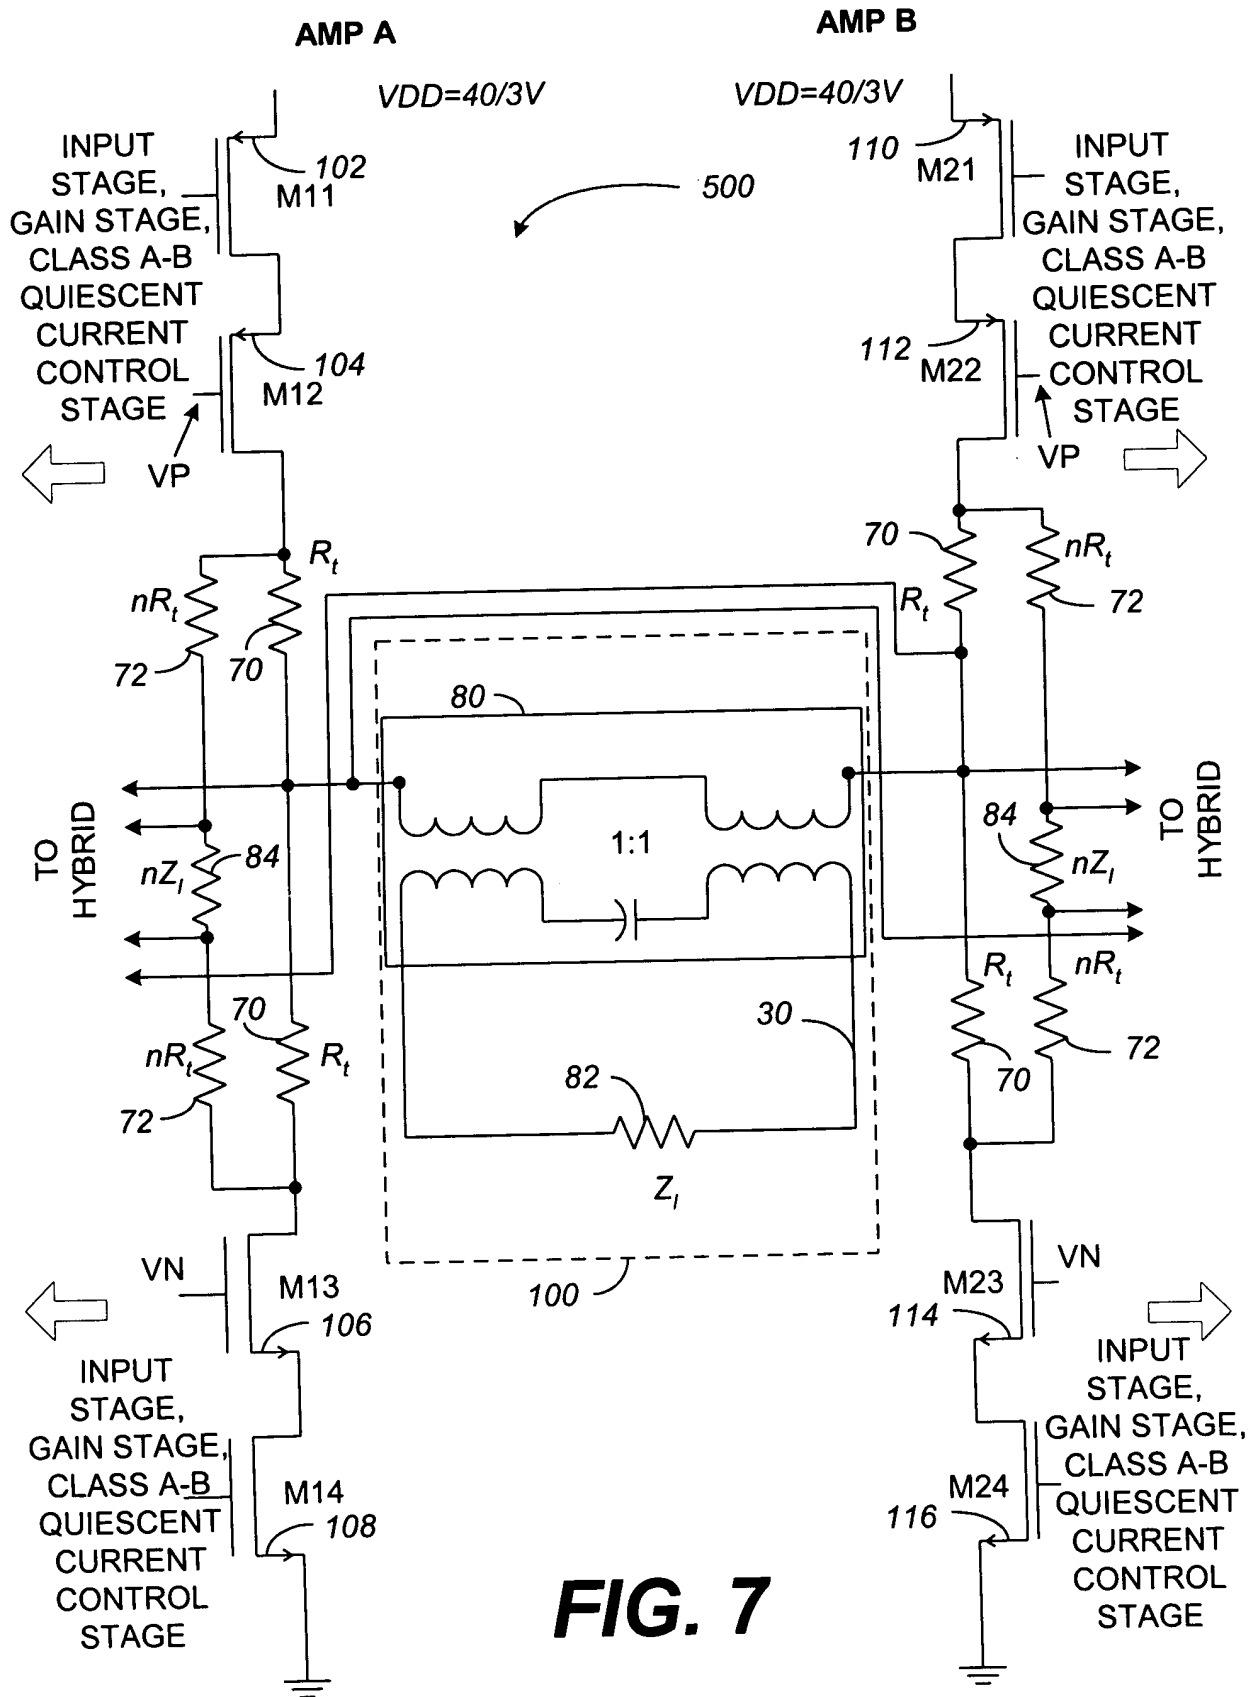 AMP A
AMP B
VDD=40/3V
VDD=40/3V
INPUT
STAGE,
GAIN STAGE,
CLASS A-B
QUIESCENT
CURRENT
CONTROL
STAGE
102
M11
500
110
M21
INPUT
STAGE,
GAIN STAGE,
CLASS A-B
QUIESCENT
CURRENT
CONTROL
STAGE
104
M12
112
M22
VP
VP
Rt
nRt
70
72
70
nRt
Rt
72
80
TO
HYBRID
84
nZl
1:1
84
nZl
TO
HYBRID
70
nRt
Rt
72
30
82
Zl
Rt
nRt
70
72
VN
M13
106
100
M23
VN
114
INPUT
STAGE,
GAIN STAGE,
CLASS A-B
QUIESCENT
CURRENT
CONTROL
STAGE
M14
108
M24
116
INPUT
STAGE,
GAIN STAGE,
CLASS A-B
QUIESCENT
CURRENT
CONTROL
STAGE
FIG. 7